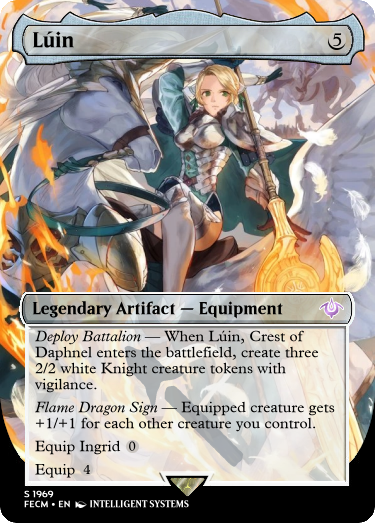 Lúin 5
Legendary Artifact — Equipment
Deploy Battalion — When Lúin, Crest of
Daphnel enters the battlefield, create three
2/2 white Knight creature tokens with
vigilance.
Flame Dragon Sign — Equipped creature gets
+1/+1 for each other creature you control.
Equip Ingrid 0
Equip 4
S 1969
FECM • EN INTELLIGENT SYSTEMS